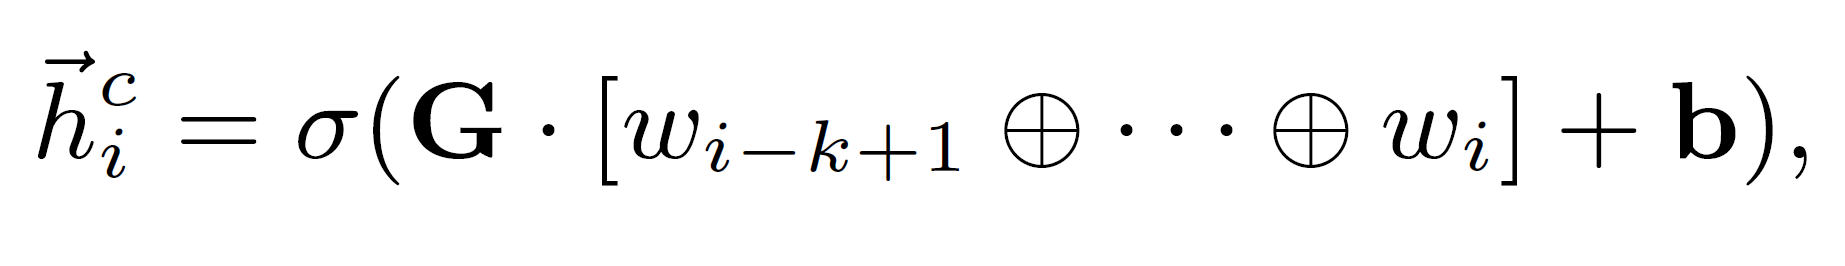 $\vec{h}_i^c = \sigma(\mathbf{G} \cdot [w_{i-k+1} \oplus \cdots \oplus w_i] + \mathbf{b}),$